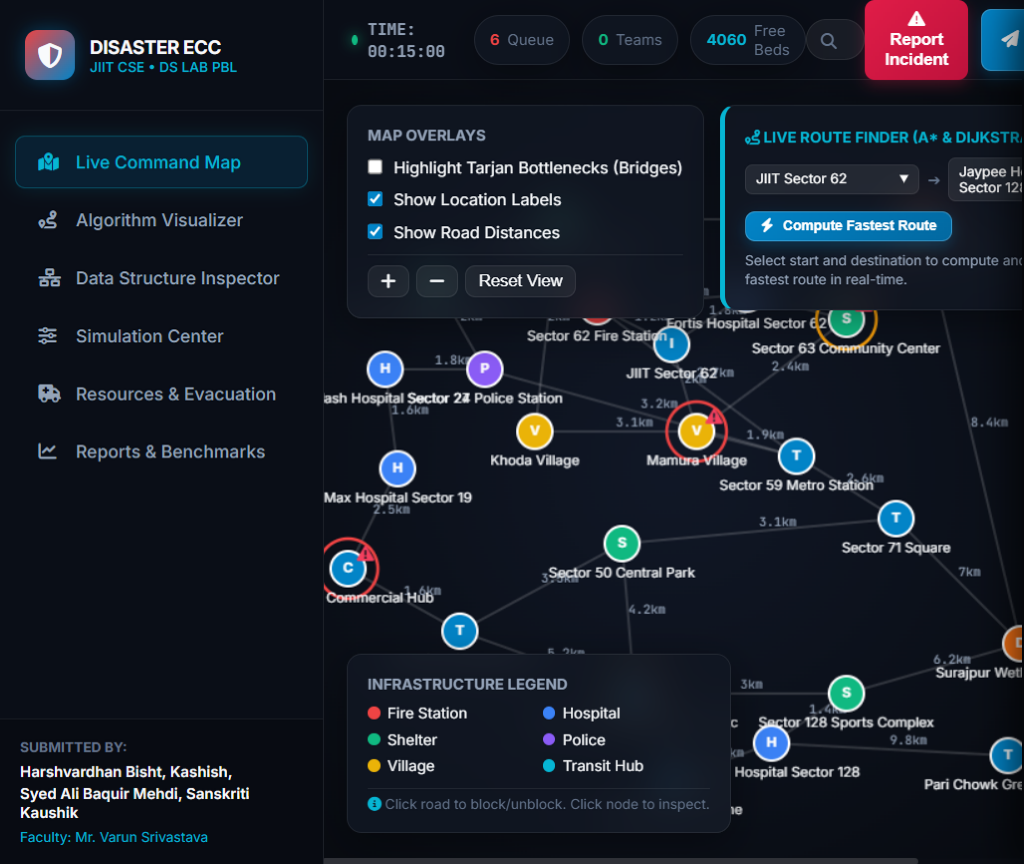 DISASTER ECC
JIIT CSE • DS LAB PBL
Live Command Map
Algorithm Visualizer
Data Structure Inspector
Simulation Center
Resources & Evacuation
Reports & Benchmarks
SUBMITTED BY:
Harshvardhan Bisht, Kashish,
Syed Ali Baquir Mehdi, Sanskriti
Kaushik
Faculty: Mr. Varun Srivastava
TIME:
00:15:00
6 Queue
0 Teams
4060 Free
Beds
Report
Incident
MAP OVERLAYS
Highlight Tarjan Bottlenecks (Bridges)
Show Location Labels
Show Road Distances
+
−
Reset View
LIVE ROUTE FINDER (A* & DIJKSTRA
JIIT Sector 62
→
Jaypee H
Sector 128
Compute Fastest Route
Select start and destination to compute and
fastest route in real-time.
Sector 62 Fire Station
Fortis Hospital Sector 62
S
Sector 63 Community Center
I
JIIT Sector 62
2.4km
8.4km
H
1.8km
P
ash Hospital Sector 27
Police Station
1.6km
3.2km
V
Khoda Village
3.1km
V
Mamura Village
1.9km
T
Sector 59 Metro Station
2.6km
H
Max Hospital Sector 19
2.5km
3.1km
T
Sector 71 Square
S
Sector 50 Central Park
7km
C
Commercial Hub
1.6km
4.2km
T
5.2km
6.2km
Surajpur Wetl
3km
S
Sector 128 Sports Complex
1.4km
H
Hospital Sector 128
9.8km
T
Pari Chowk Gre
INFRASTRUCTURE LEGEND
Fire Station
Hospital
Shelter
Police
Village
Transit Hub
Click road to block/unblock. Click node to inspect.